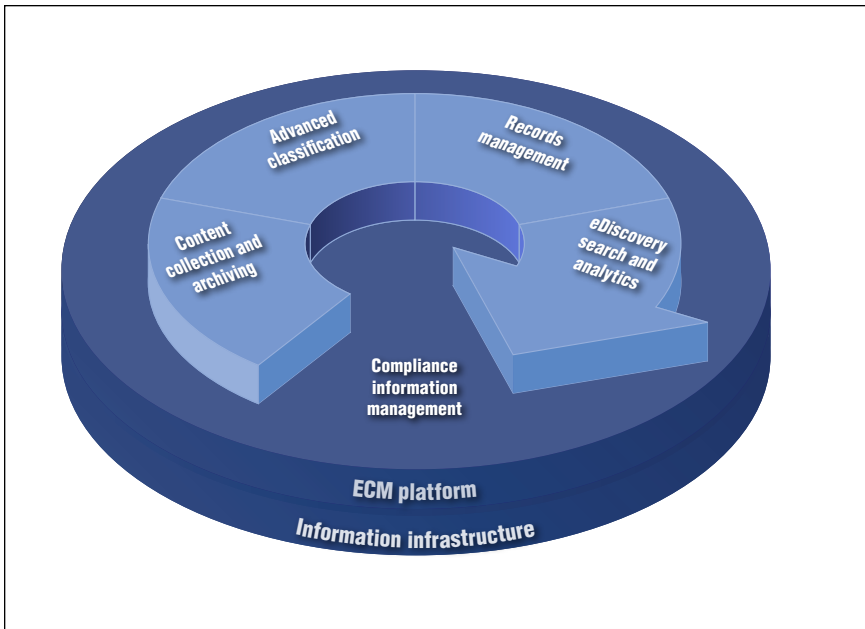 Advanced
classification
Records
management
Content
collection and
archiving
eDiscovery
search and
analytics
Compliance
information
management
ECM platform
Information infrastructure